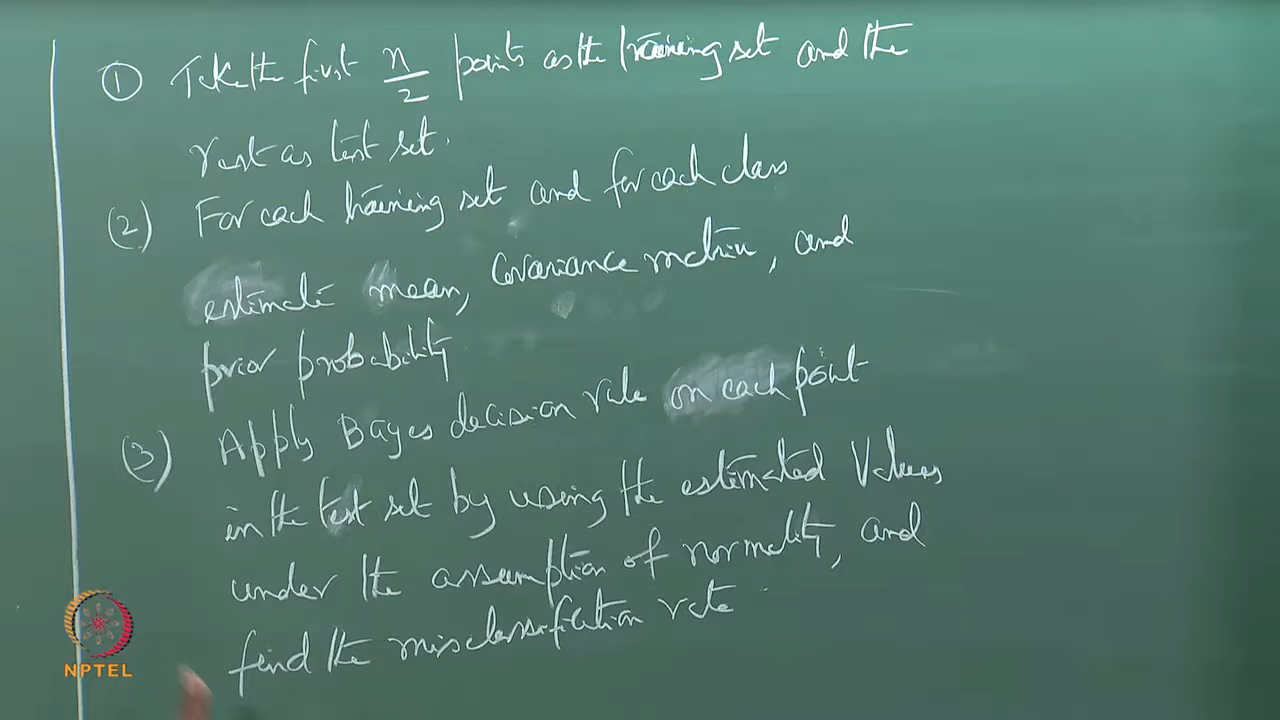 ① Take the first n/2 points as the training set and the
rest as test set.
(2) For each training set and for each class
estimate mean, Covariance matrix, and
prior probability
(3) Apply Bayes decision rule on each point
in the test set by using the estimated Values
under the assumption of normality, and
find the misclassification rate
NPTEL